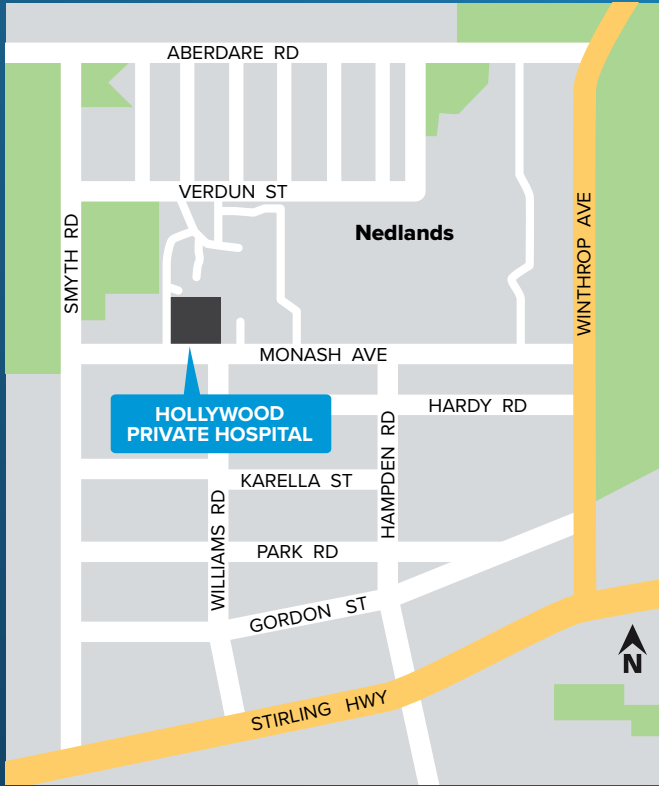 ABERDARE RD
VERDUN ST
SMYTH RD
Nedlands
WINTHROP AVE
MONASH AVE
HOLLYWOOD
PRIVATE HOSPITAL
HARDY RD
HAMPDEN RD
KARELLA ST
WILLIAMS RD
PARK RD
GORDON ST
N
STIRLING HWY